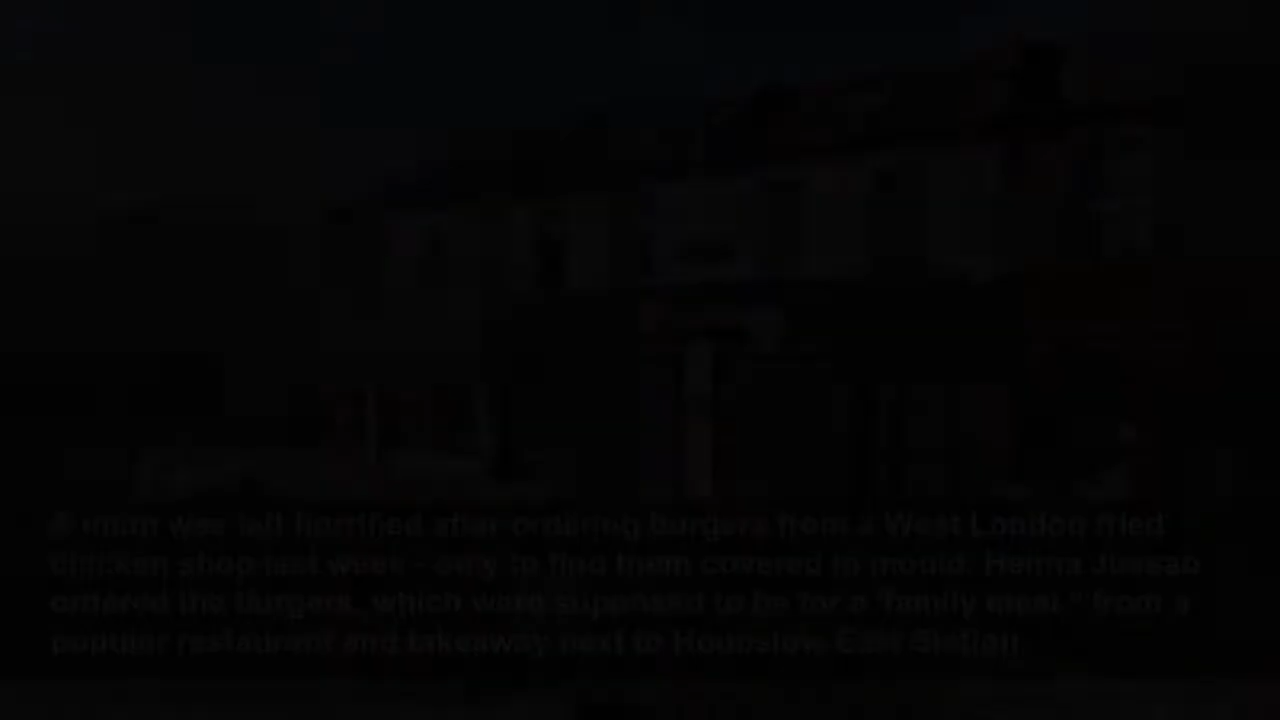 A mum was left horrified after ordering burgers from a West London fried
chicken shop last week - only to find them covered in mould. Helma Jussab
ordered the burgers, which were supposed to be for a "family meal," from a
popular restaurant and takeaway next to Hounslow East Station.